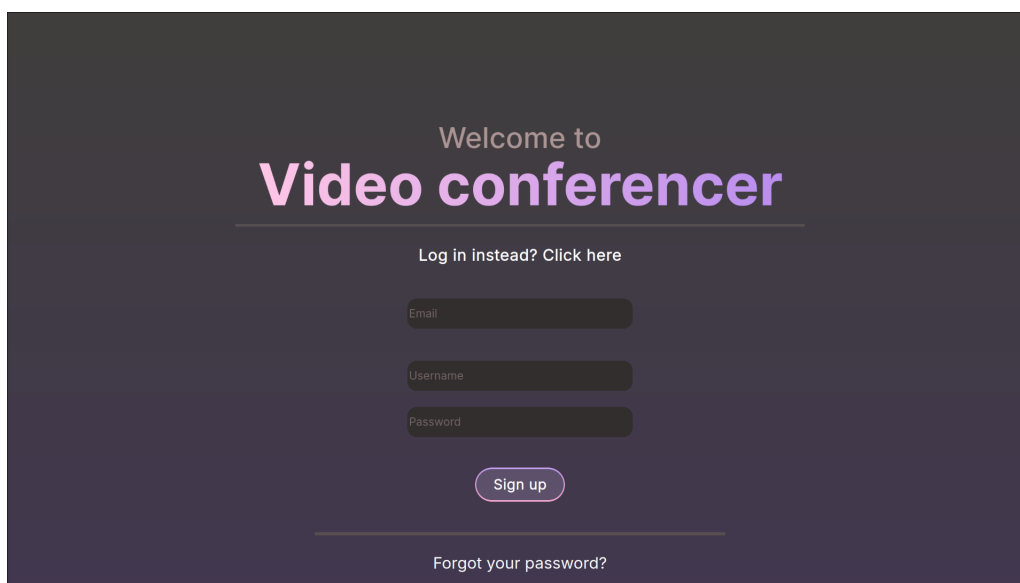 Welcome to
Video conferencer
Log in instead? Click here
Email
Username
Password
Sign up
Forgot your password?